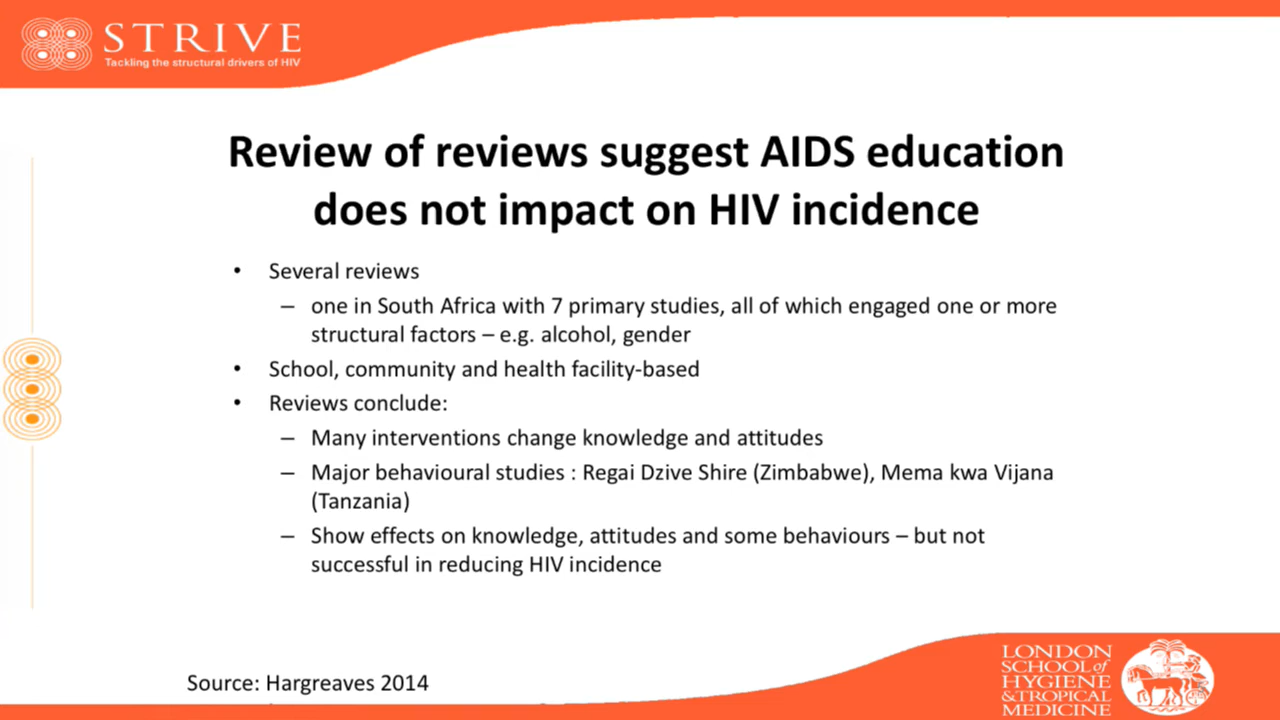 STRIVE
Tackling the structural drivers of HIV
Review of reviews suggest AIDS education
does not impact on HIV incidence
• Several reviews
– one in South Africa with 7 primary studies, all of which engaged one or more
structural factors – e.g. alcohol, gender
• School, community and health facility-based
• Reviews conclude:
– Many interventions change knowledge and attitudes
– Major behavioural studies : Regai Dzive Shire (Zimbabwe), Mema kwa Vijana
(Tanzania)
– Show effects on knowledge, attitudes and some behaviours – but not
successful in reducing HIV incidence
Source: Hargreaves 2014
LONDON
SCHOOL of
HYGIENE
& TROPICAL
MEDICINE